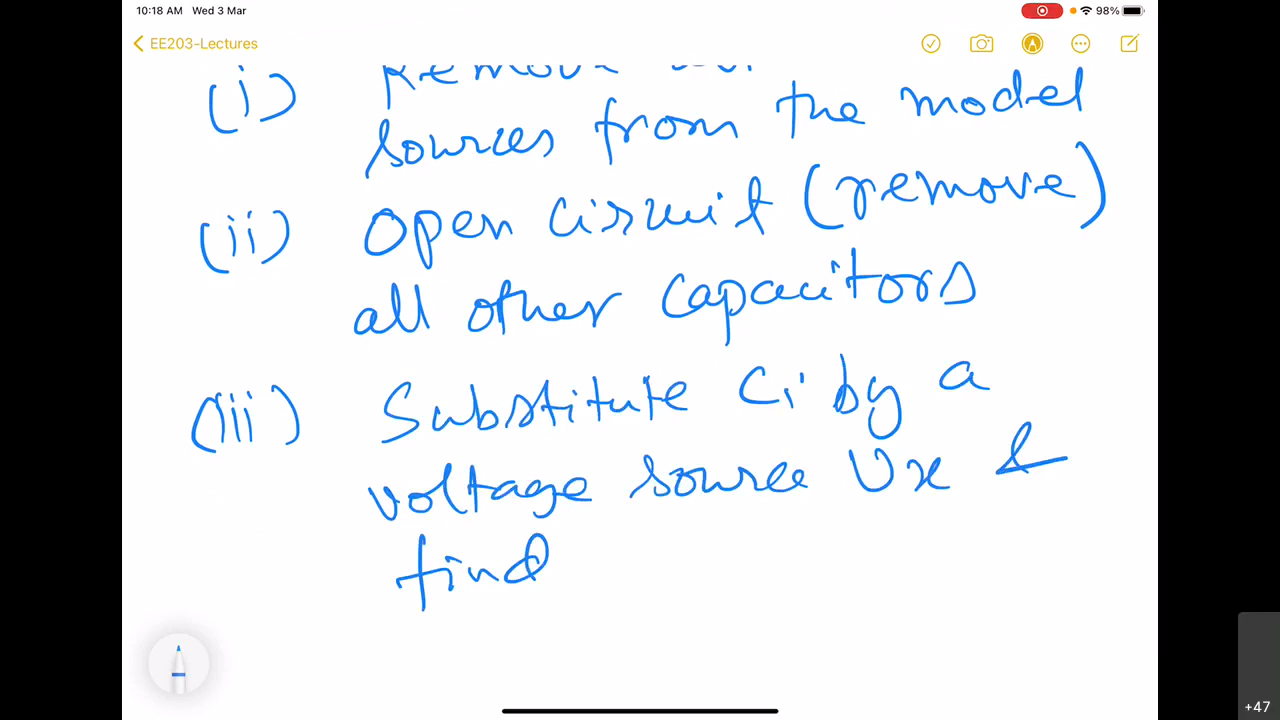 10:18 AM Wed 3 Mar
98%
EE203-Lectures
(i) Remove
sources from the model
(ii) Open circuit (remove)
all other capacitors
(iii) Substitute Ci by a
voltage source Vx &
find
+47